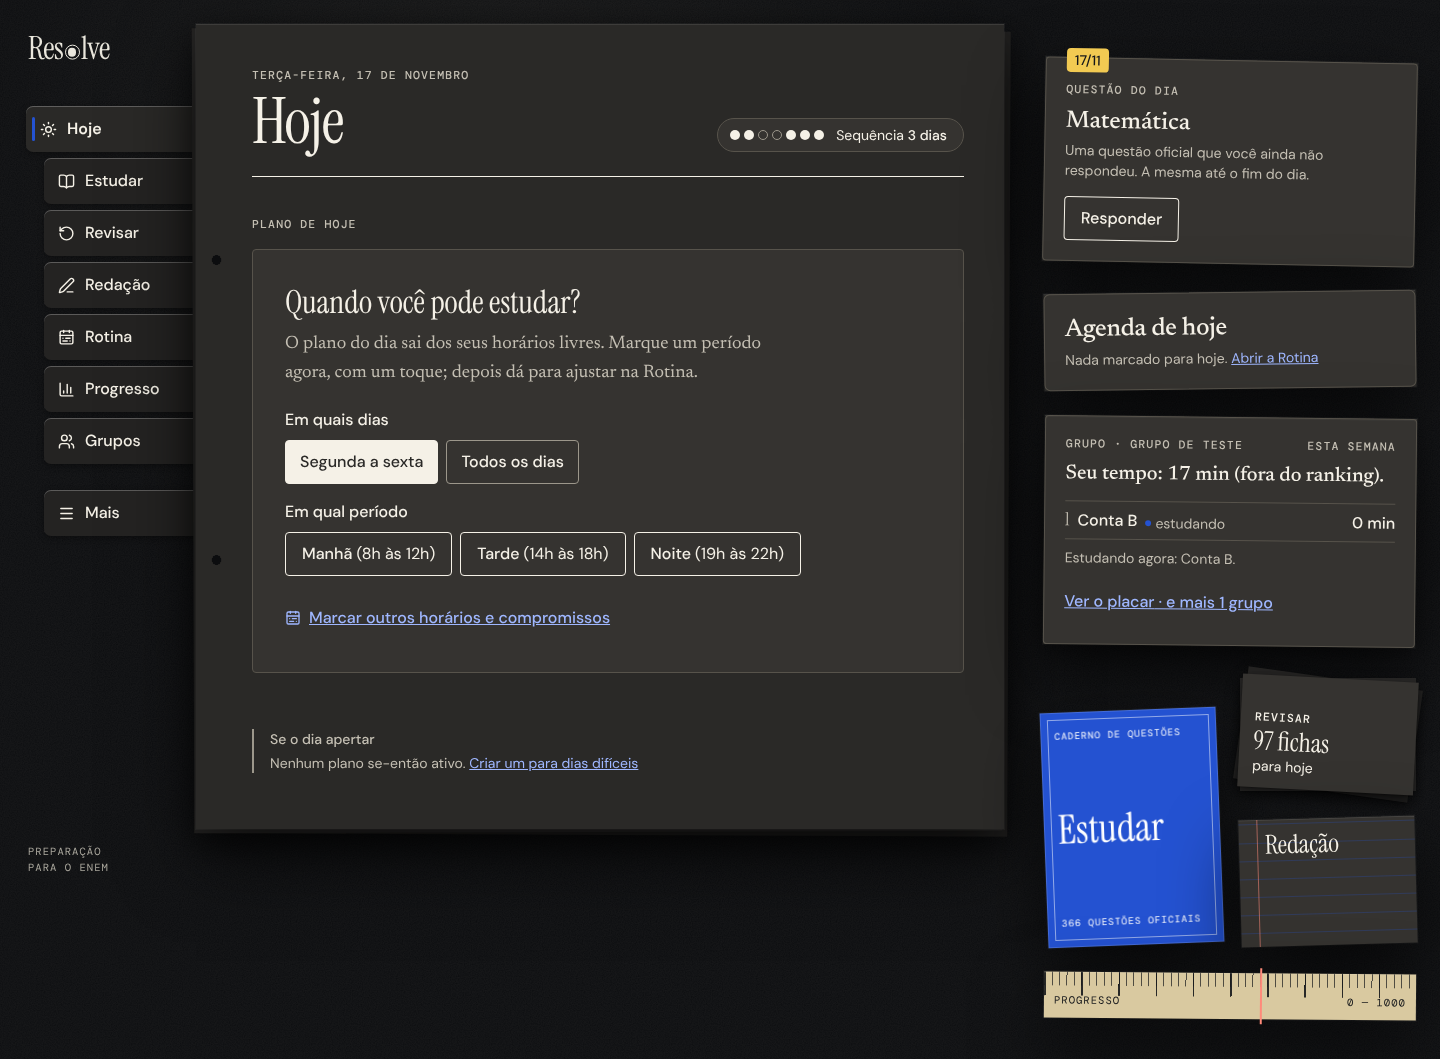 Resolve
Hoje
Estudar
Revisar
Redação
Rotina
Progresso
Grupos
Mais
PREPARAÇÃO
PARA O ENEM
TERÇA-FEIRA, 17 DE NOVEMBRO
Hoje
Sequência 3 dias
PLANO DE HOJE
Quando você pode estudar?
O plano do dia sai dos seus horários livres. Marque um período
agora, com um toque; depois dá para ajustar na Rotina.
Em quais dias
Segunda a sexta
Todos os dias
Em qual período
Manhã (8h às 12h)
Tarde (14h às 18h)
Noite (19h às 22h)
Marcar outros horários e compromissos
Se o dia apertar
Nenhum plano se-então ativo. Criar um para dias difíceis
17/11
QUESTÃO DO DIA
Matemática
Uma questão oficial que você ainda não
respondeu. A mesma até o fim do dia.
Responder
Agenda de hoje
Nada marcado para hoje. Abrir a Rotina
GRUPO · GRUPO DE TESTE
ESTA SEMANA
Seu tempo: 17 min (fora do ranking).
1 Conta B estudando 0 min
Estudando agora: Conta B.
Ver o placar · e mais 1 grupo
CADERNO DE QUESTÕES
Estudar
366 QUESTÕES OFICIAIS
REVISAR
97 fichas
para hoje
Redação
PROGRESSO
0 — 1000